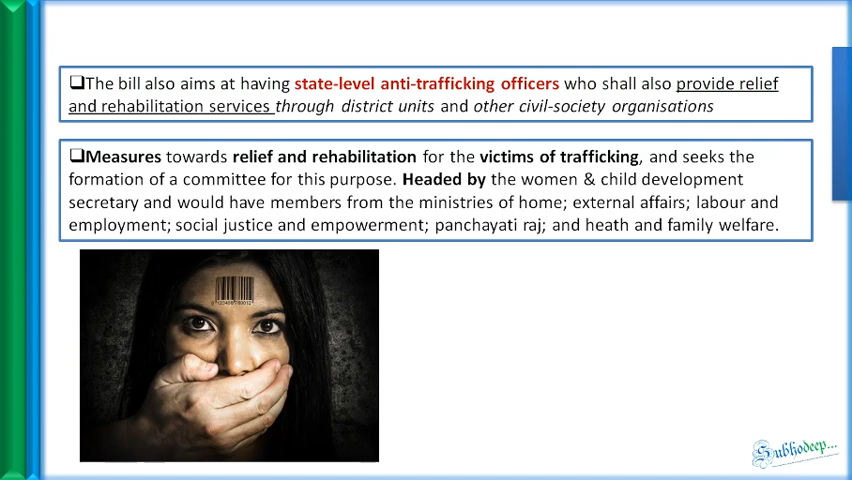 ❑The bill also aims at having state-level anti-trafficking officers who shall also provide relief
and rehabilitation services through district units and other civil-society organisations
❑Measures towards relief and rehabilitation for the victims of trafficking, and seeks the
formation of a committee for this purpose. Headed by the women & child development
secretary and would have members from the ministries of home; external affairs; labour and
employment; social justice and empowerment; panchayati raj; and heath and family welfare.
Subhodeep...